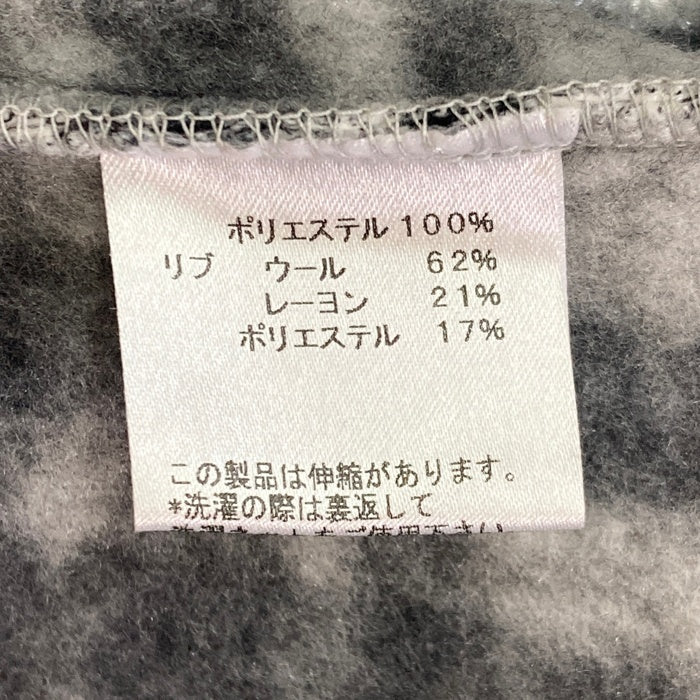 ポリエステル 100%
リブ ウール 62%
レーヨン 21%
ポリエステル 17%
この製品は伸縮があります。
*洗濯の際は裏返して